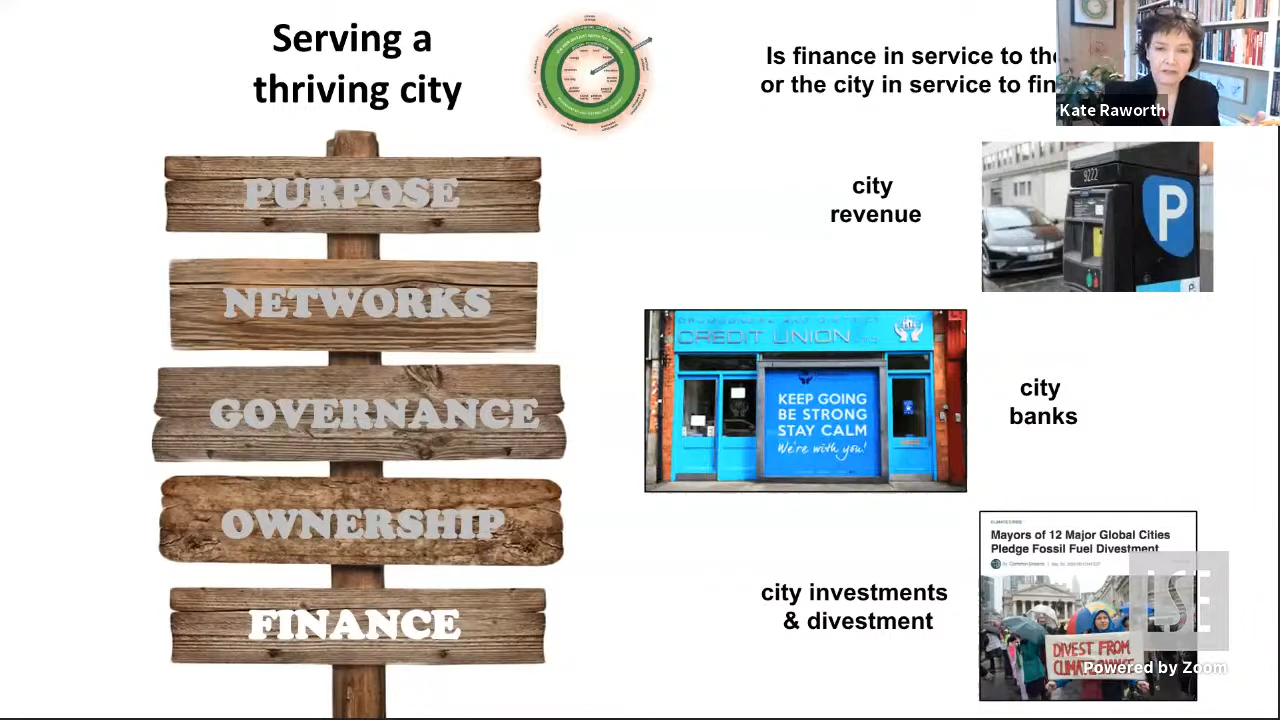 Serving a
thriving city
Is finance in service to the
or the city in service to fin
Kate Raworth
PURPOSE
NETWORKS
GOVERNANCE
OWNERSHIP
FINANCE
city
revenue
9222
P
P
CREDIT UNION
KEEP GOING
BE STRONG
STAY CALM
We're with you!
city
banks
city investments
& divestment
Mayors of 12 Major Global Cities
Pledge Fossil Fuel Divestment
DIVEST FROM
LSE
Powered by Zoom